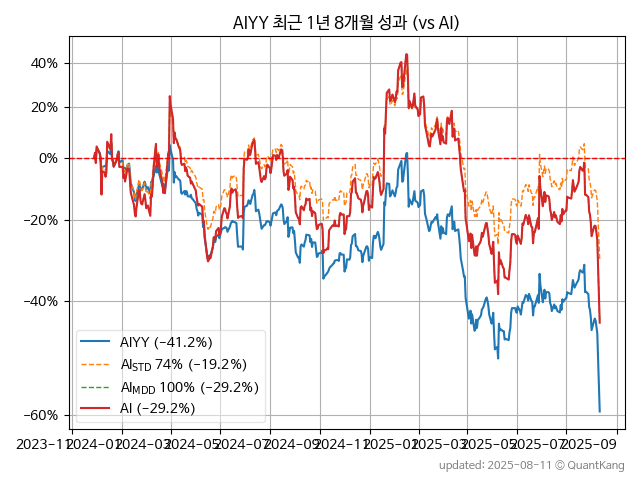 AIYY 최근 1년 8개월 성과 (vs AI)
40%
20%
0%
−20%
−40%
−60%
AIYY (−41.2%)
AISTD 74% (−19.2%)
AIMDD 100% (−29.2%)
AI (−29.2%)
2023−11 2024−01 2024−03 2024−05 2024−07 2024−09 2024−11 2025−01 2025−03 2025−05 2025−07 2025−09
updated: 2025−08−11 © QuantKang